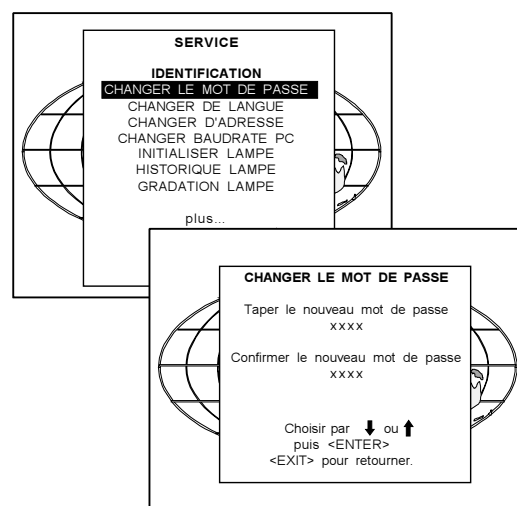 SERVICE
IDENTIFICATION
CHANGER LE MOT DE PASSE
CHANGER DE LANGUE
CHANGER D'ADRESSE
CHANGER BAUDRATE PC
INITIALISER LAMPE
HISTORIQUE LAMPE
GRADATION LAMPE
plus...
CHANGER LE MOT DE PASSE
Taper le nouveau mot de passe
xxxx
Confirmer le nouveau mot de passe
xxxx
Choisir par ⬇ ou ⬆
puis <ENTER>
<EXIT> pour retourner.